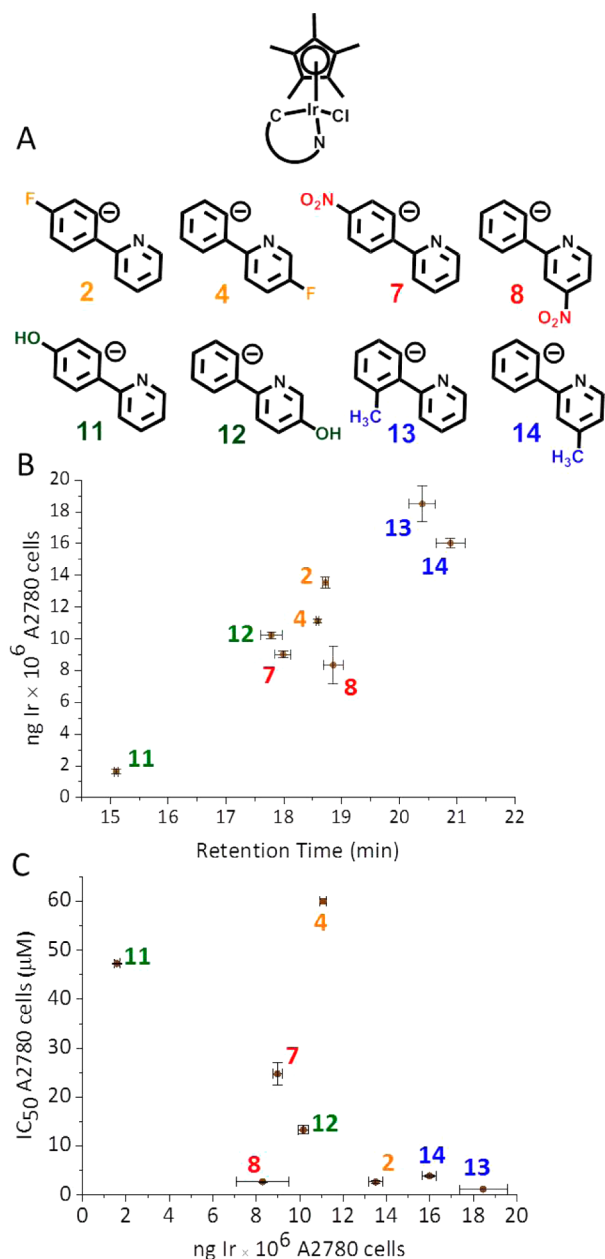 A
C
Ir
Cl
N
F
N
2
N
F
4
O₂N
N
7
N
O₂N
8
HO
N
11
N
OH
12
N
H₃C
13
N
H₃C
14
B
ng Ir × 10⁶ A2780 cells
20
18
16
14
12
10
8
6
4
2
0
13
14
2
4
12
7
8
11
15 16 17 18 19 20 21 22
Retention Time (min)
C
IC₅₀ A2780 cells (μM)
60
50
40
30
20
10
0
4
11
7
12
8
2
14
13
0 2 4 6 8 10 12 14 16 18 20
ng Ir × 10⁶ A2780 cells